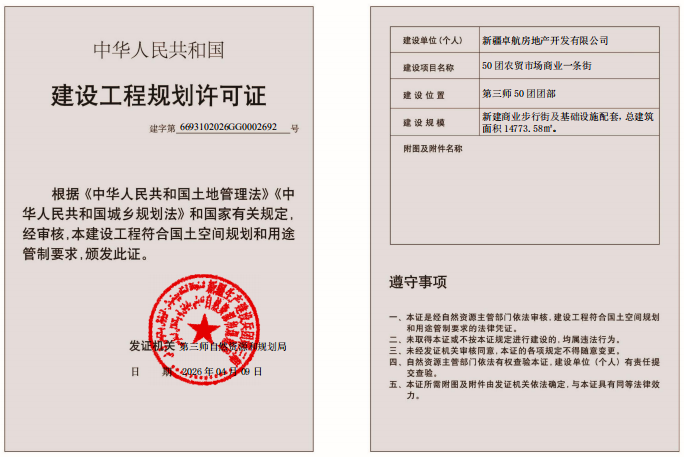 中华人民共和国
建设工程规划许可证
建字第 6693102026GG0002692 号
根据《中华人民共和国土地管理法》《中
华人民共和国城乡规划法》和国家有关规定，
经审核，本建设工程符合国土空间规划和用途
管制要求，颁发此证。
发证机关 第三师自然资源和规划局
日 期 2026 年 04 月 09 日
建设单位(个人) 新疆卓航房地产开发有限公司
建设项目名称 50 团农贸市场商业一条街
建设位置 第三师 50 团团部
建设规模 新建商业步行街及基础设施配套，总建筑
面积 14773.58㎡。
附图及附件名称
遵守事项
一、本证是经自然资源主管部门依法审核，建设工程符合国土空间规划
和用途管制要求的法律凭证。
二、未取得本证或不按本证规定进行建设的，均属违法行为。
三、未经发证机关审核同意，本证的各项规定不得随意变更。
四、自然资源主管部门依法有权查验本证，建设单位（个人）有责任提
交查验。
五、本证所需附图及附件由发证机关依法确定，与本证具有同等法律效
力。